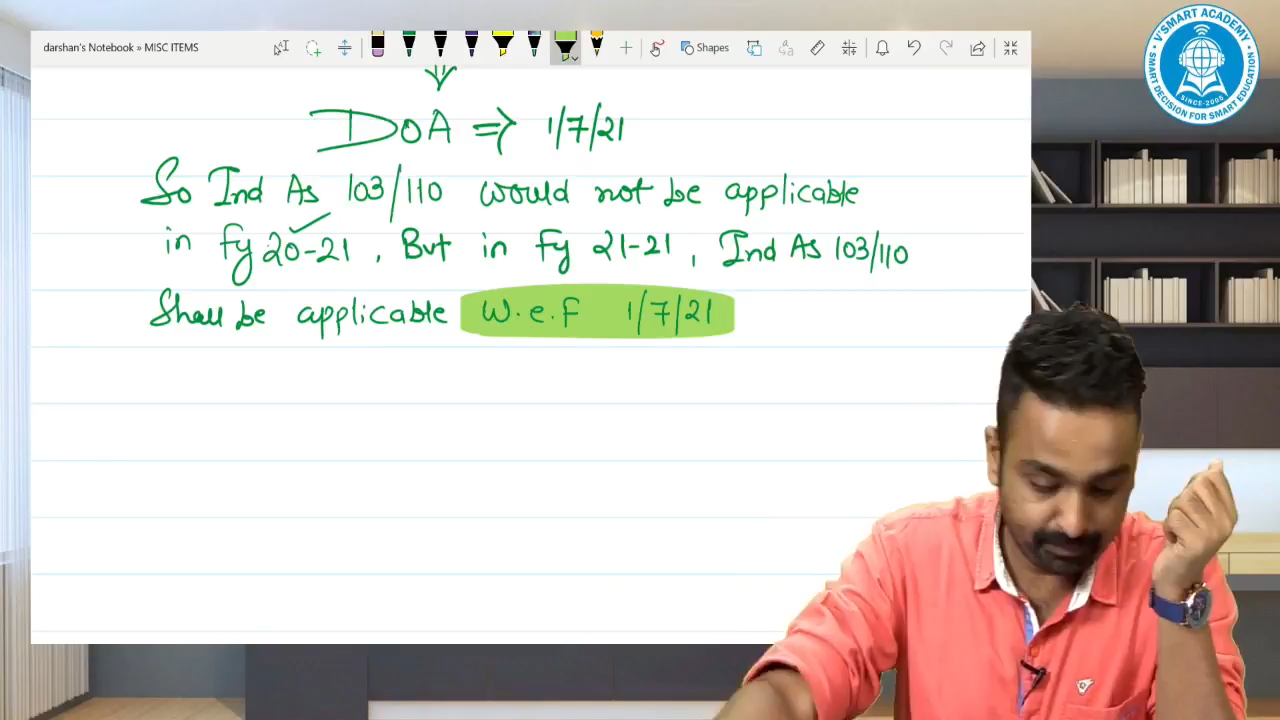 darshan's Notebook » MISC ITEMS
Shapes
V'SMART ACADEMY
SMART DECISION FOR SMART EDUCATION
SINCE-2005
DOA ⇒ 1/7/21
So Ind As 103/110 would not be applicable
in Fy 20-21, But in Fy 21-21, Ind As 103/110
Shall be applicable W.e.F 1/7/21